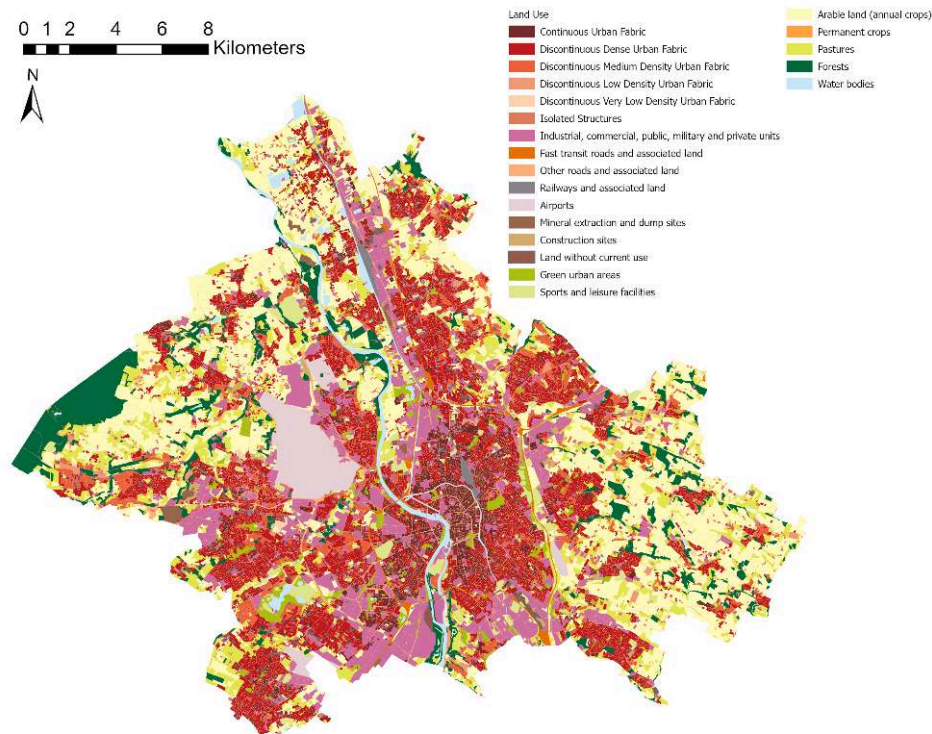 0 1 2 4 6 8
Kilometers
N
Land Use
Continuous Urban Fabric
Discontinuous Dense Urban Fabric
Discontinuous Medium Density Urban Fabric
Discontinuous Low Density Urban Fabric
Discontinuous Very Low Density Urban Fabric
Isolated Structures
Industrial, commercial, public, military and private units
Fast transit roads and associated land
Other roads and associated land
Railways and associated land
Airports
Mineral extraction and dump sites
Construction sites
Land without current use
Green urban areas
Sports and leisure facilities
Arable land (annual crops)
Permanent crops
Pastures
Forests
Water bodies